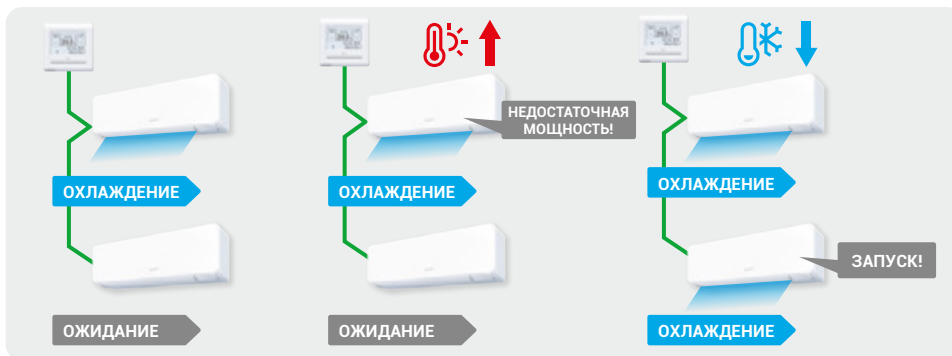 НЕДОСТАТОЧНАЯ
МОЩНОСТЬ!
ОХЛАЖДЕНИЕ
ОХЛАЖДЕНИЕ
ОХЛАЖДЕНИЕ
ЗАПУСК!
ОЖИДАНИЕ
ОЖИДАНИЕ
ОХЛАЖДЕНИЕ